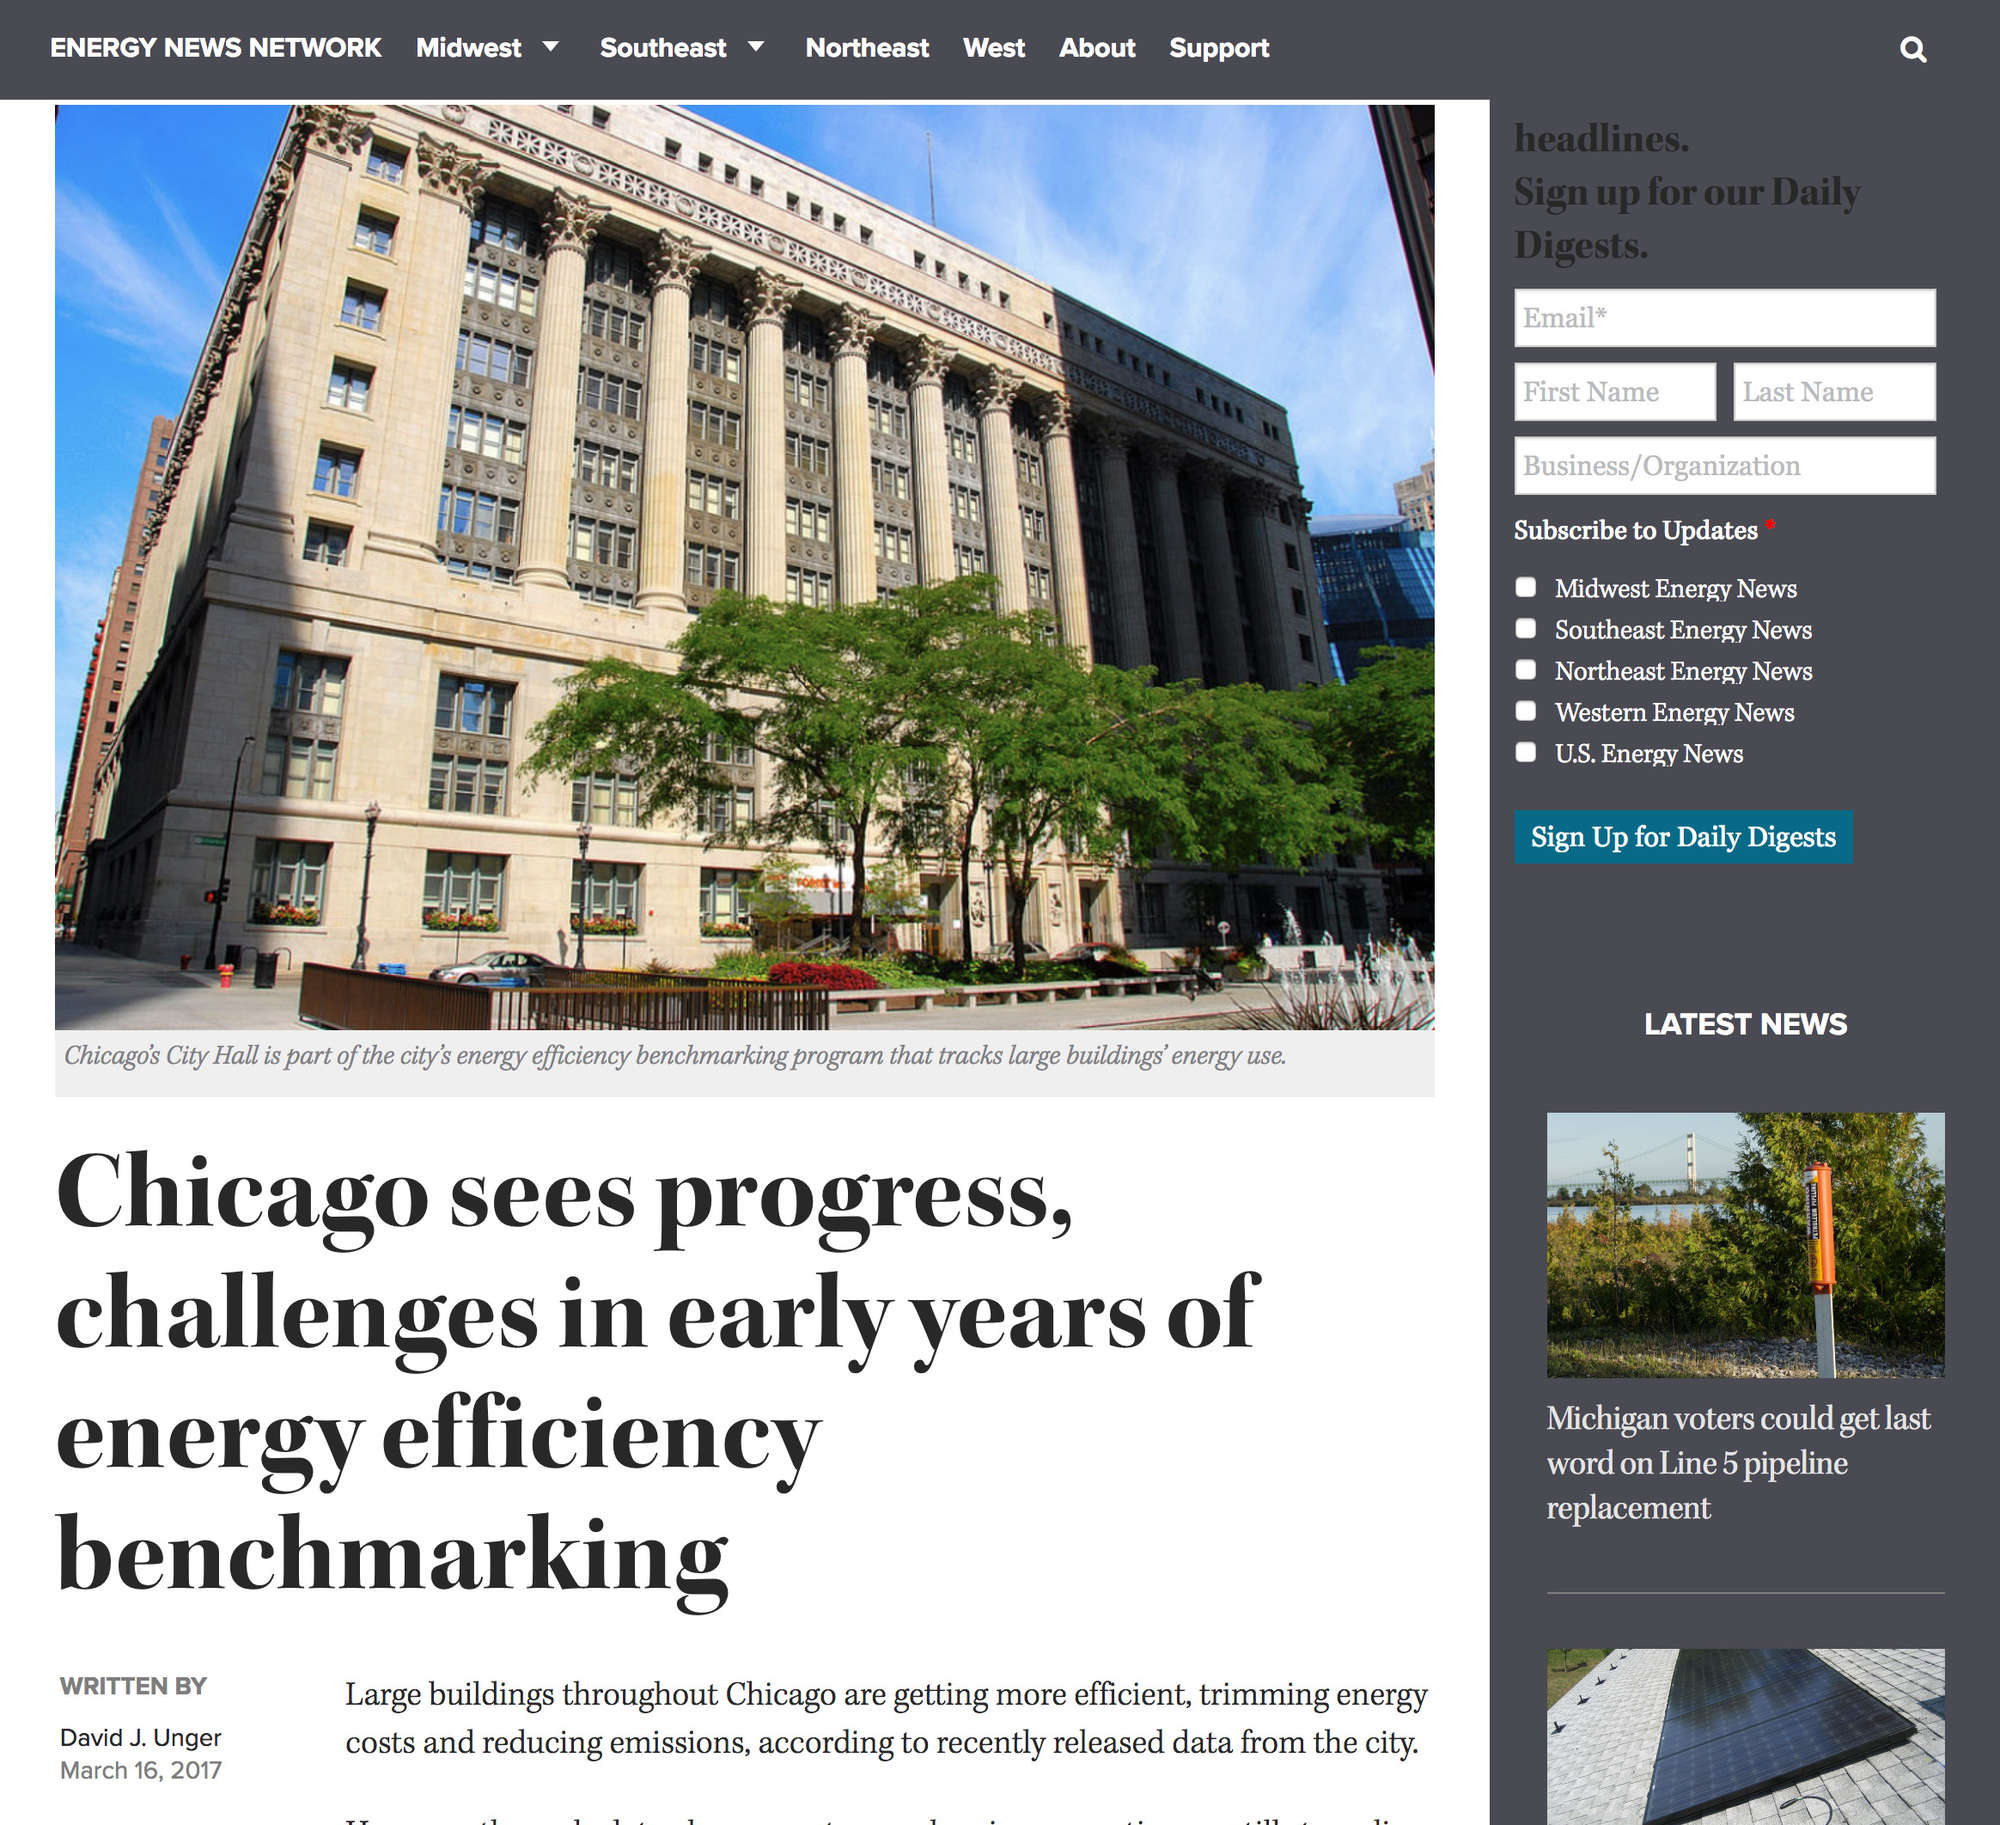 ENERGY NEWS NETWORK Midwest Southeast Northeast West About Support
headlines.
Sign up for our Daily
Digests.
Email*
First Name Last Name
Business/Organization
Subscribe to Updates *
Midwest Energy News
Southeast Energy News
Northeast Energy News
Western Energy News
U.S. Energy News
Sign Up for Daily Digests
Chicago's City Hall is part of the city's energy efficiency benchmarking program that tracks large buildings' energy use.
Chicago sees progress,
challenges in early years of
energy efficiency
benchmarking
WRITTEN BY
David J. Unger
March 16, 2017
Large buildings throughout Chicago are getting more efficient, trimming energy
costs and reducing emissions, according to recently released data from the city.
LATEST NEWS
PETROLEUM PIPELINE
Michigan voters could get last
word on Line 5 pipeline
replacement